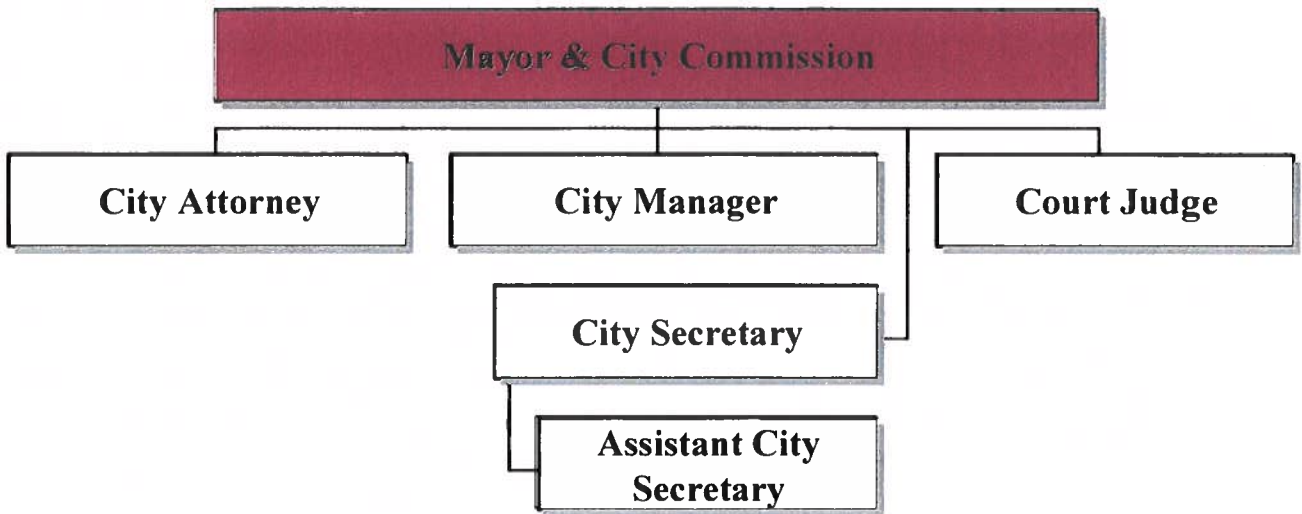 Mayor & City Commission
City Attorney
City Manager
Court Judge
City Secretary
Assistant City
Secretary